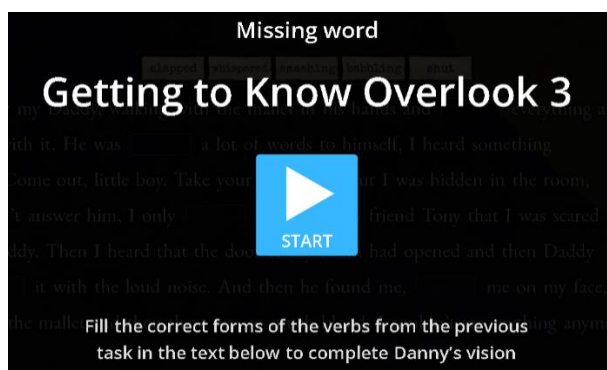 Missing word
slapped whispered smashing babbling shut
Getting to Know Overlook 3
my Daddy, walking with the mallet in his hands and everything a
ith it. He was a lot of words to himself, I heard something
Come out, little boy. Take your ut I was hidden in the room,
't answer him, I only friend Tony that I was scared
ddy. Then I heard that the doo had opened and then Daddy
it with the loud noise. And then he found me, me on my face,
START
the mallet
Fill the correct forms of the verbs from the previous
task in the text below to complete Danny's vision